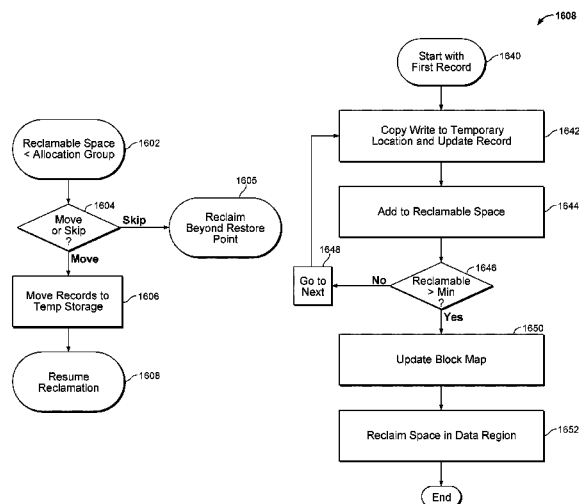 1608
Reclamable Space
< Allocation Group
1602
1604
Move
or Skip
?
Skip
Move
1605
Reclaim
Beyond Restore
Point
Move Records to
Temp Storage
1606
Resume
Reclamation
1608
Start with
First Record
1640
Copy Write to Temporary
Location and Update Record
1642
Add to Reclamable Space
1644
1648
Go to
Next
No
Reclamable
> Min
?
1646
Yes
1650
Update Block Map
Reclaim Space in Data Region
1652
End